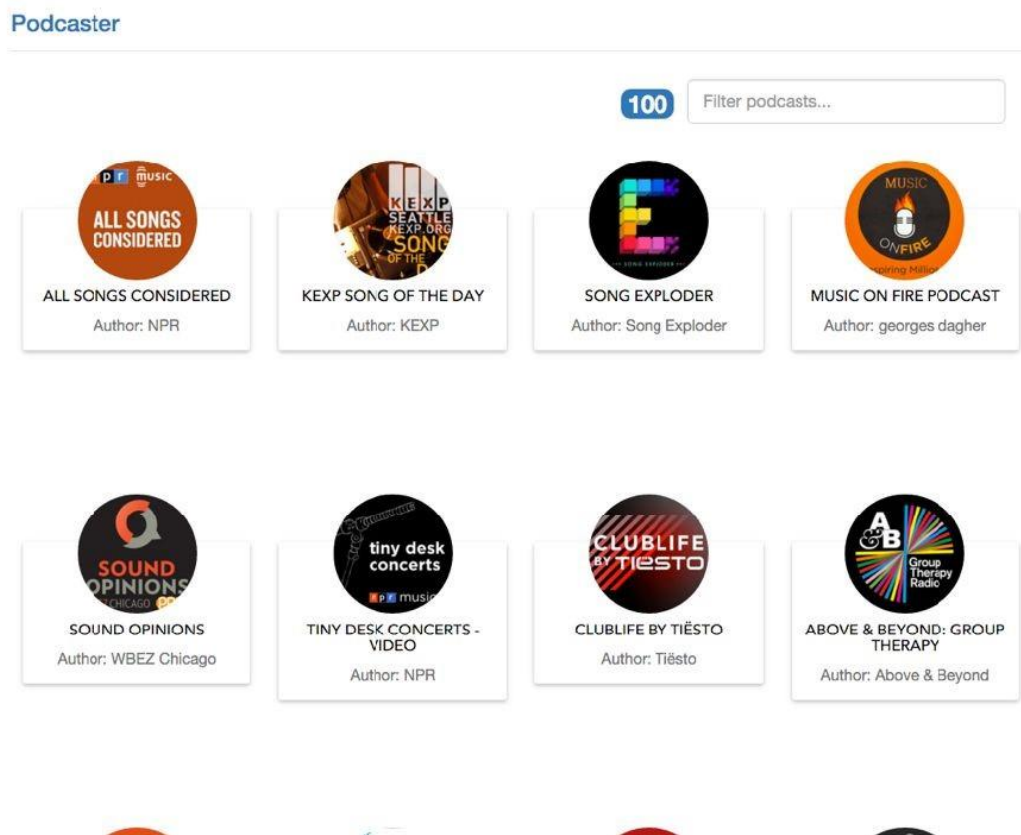 Podcaster
100
Filter podcasts...
npr music
ALL SONGS
CONSIDERED
ALL SONGS CONSIDERED
Author: NPR
KEXP
SEATTLE
KEXP.ORG
SONG
OF THE
KEXP SONG OF THE DAY
Author: KEXP
SONG EXPLODER
SONG EXPLODER
Author: Song Exploder
MUSIC
ONFIRE
MUSIC ON FIRE PODCAST
Author: georges dagher
SOUND
OPINIONS
CHICAGO
SOUND OPINIONS
Author: WBEZ Chicago
tiny desk
concerts
npr music
TINY DESK CONCERTS -
VIDEO
Author: NPR
CLUBLIFE
BY TIËSTO
CLUBLIFE BY TIËSTO
Author: Tiësto
A
&B
Group
Therapy
Radio
ABOVE & BEYOND: GROUP
THERAPY
Author: Above & Beyond